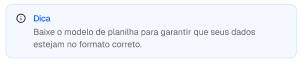 Dica
Baixe o modelo de planilha para garantir que seus dados
estejam no formato correto.